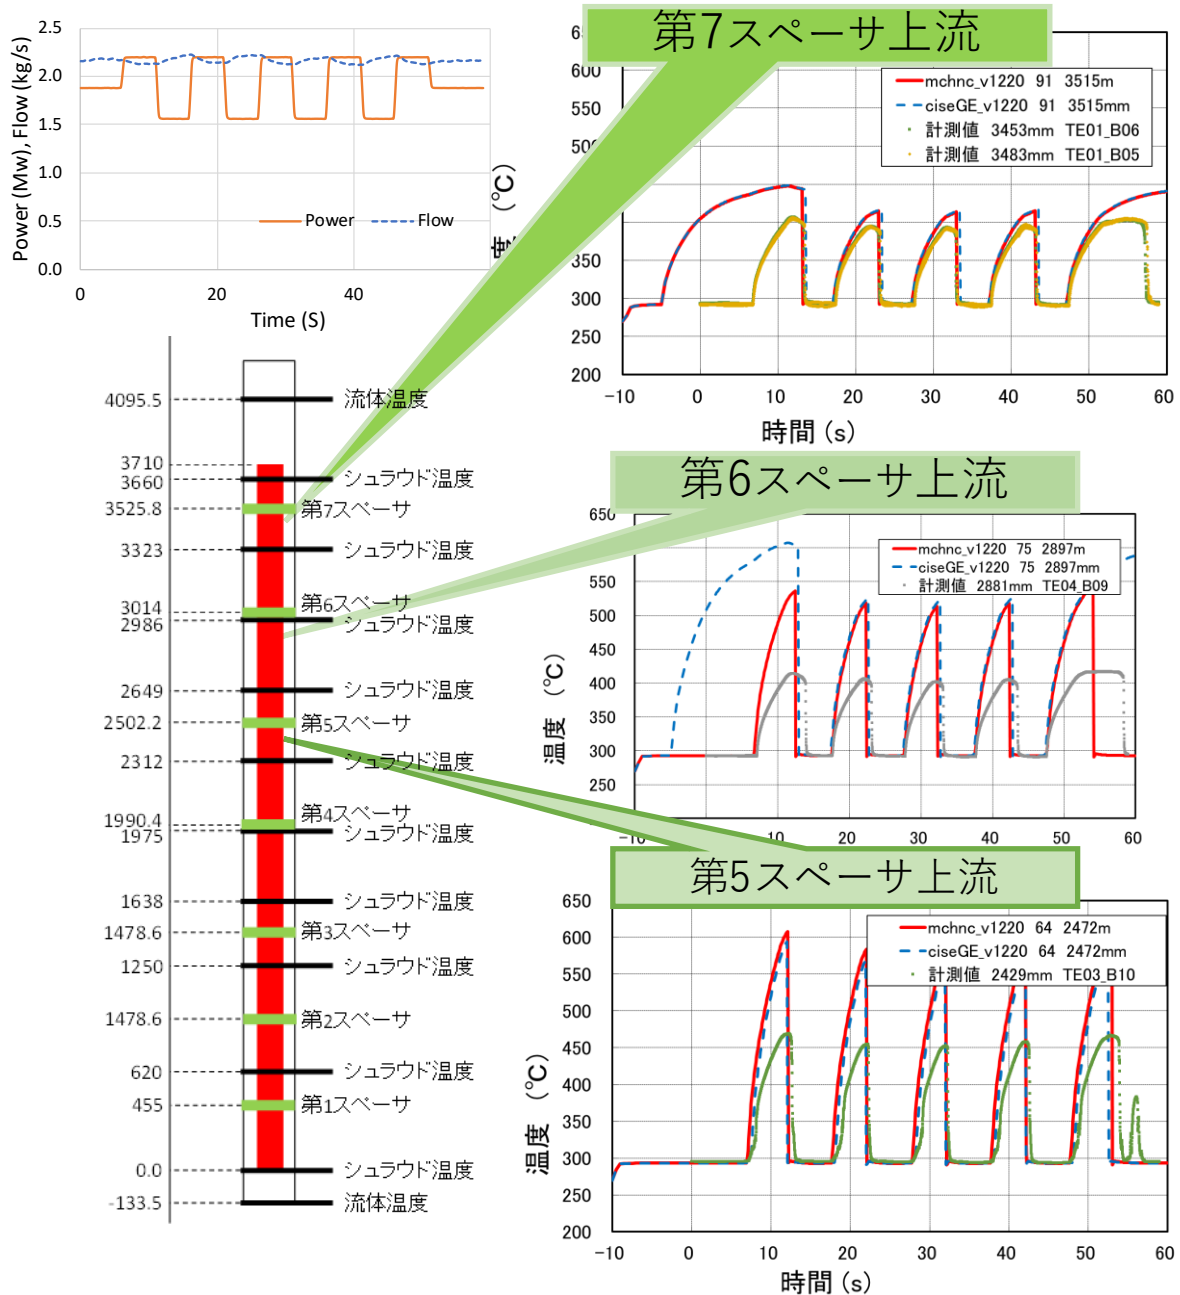 2.5
2.0
1.5
1.0
0.5
0.0
Power (Mw), Flow (kg/s)
Power
Flow
0
20
40
Time (S)
第7スペーサ上流
650
600
550
500
350
300
250
200
度 (℃)
mchnc_v1220 91 3515m
ciseGE_v1220 91 3515mm
計測値 3453mm TE01_B06
計測値 3483mm TE01_B05
-10
0
10
20
30
40
50
60
時間 (s)
4095.5
流体温度
3710
3660
シュラウド温度
3525.8
第7スペーサ
3323
シュラウド温度
3014
第6スペーサ
2986
シュラウド温度
2649
シュラウド温度
2502.2
第5スペーサ
2312
シュラウド温度
1990.4
第4スペーサ
1975
シュラウド温度
1638
シュラウド温度
1478.6
第3スペーサ
1250
シュラウド温度
1478.6
第2スペーサ
620
シュラウド温度
455
第1スペーサ
0.0
シュラウド温度
-133.5
流体温度
第6スペーサ上流
650
550
500
450
400
350
300
250
温度 (℃)
mchnc_v1220 75 2897m
ciseGE_v1220 75 2897mm
計測値 2881mm TE04_B09
-10
0
10
20
30
40
50
60
第5スペーサ上流
650
600
550
500
450
400
350
300
250
200
温度 (℃)
mchnc_v1220 64 2472m
ciseGE_v1220 64 2472mm
計測値 2429mm TE03_B10
-10
0
10
20
30
40
50
60
時間 (s)